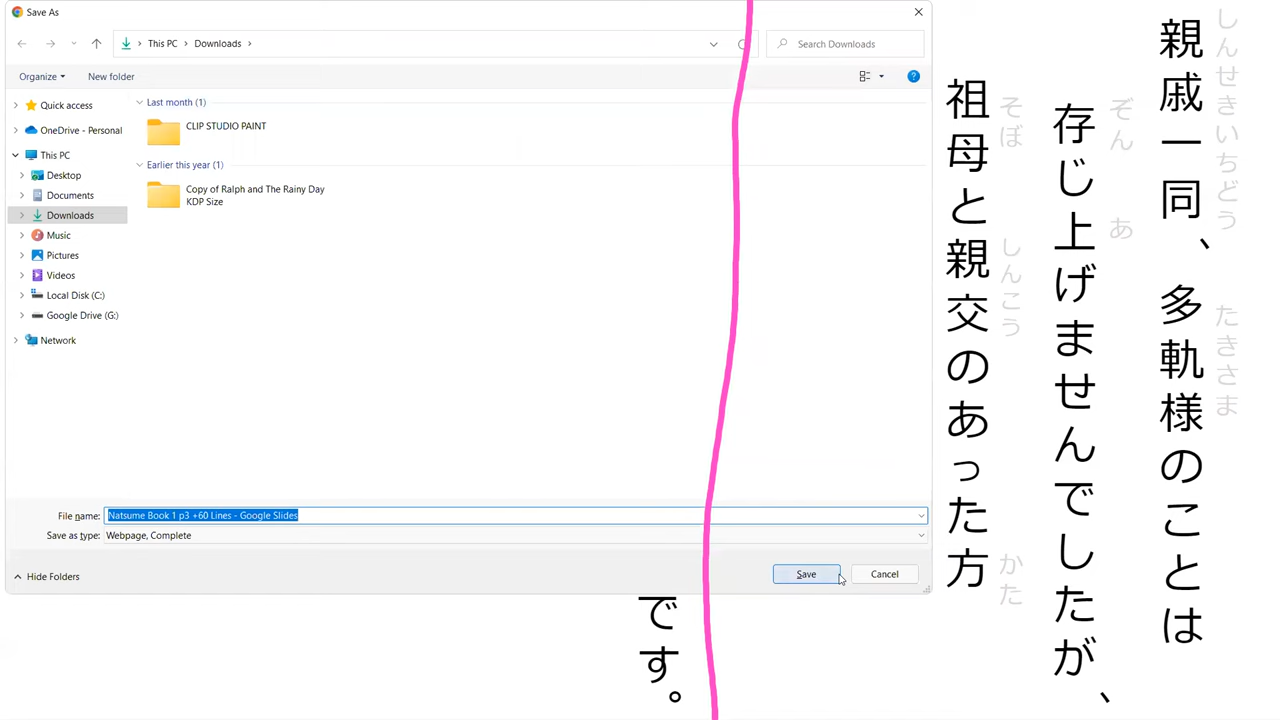 Save As
This PC
Downloads
Search Downloads
Organize
New folder
Quick access
OneDrive - Personal
This PC
Desktop
Documents
Downloads
Music
Pictures
Videos
Local Disk (C:)
Google Drive (G:)
Network
Last month (1)
CLIP STUDIO PAINT
Earlier this year (1)
Copy of Ralph and The Rainy Day
KDP Size
File name: Natsume Book 1 p3 +60 Lines - Google Slides
Save as type: Webpage, Complete
Hide Folders
Save
Cancel
しんせきいちどう たきさま
親戚一同、多軌様のことは
ぞん あ
存じ上げませんでしたが、
そぼ しんこう かた
祖母と親交のあった方
です。